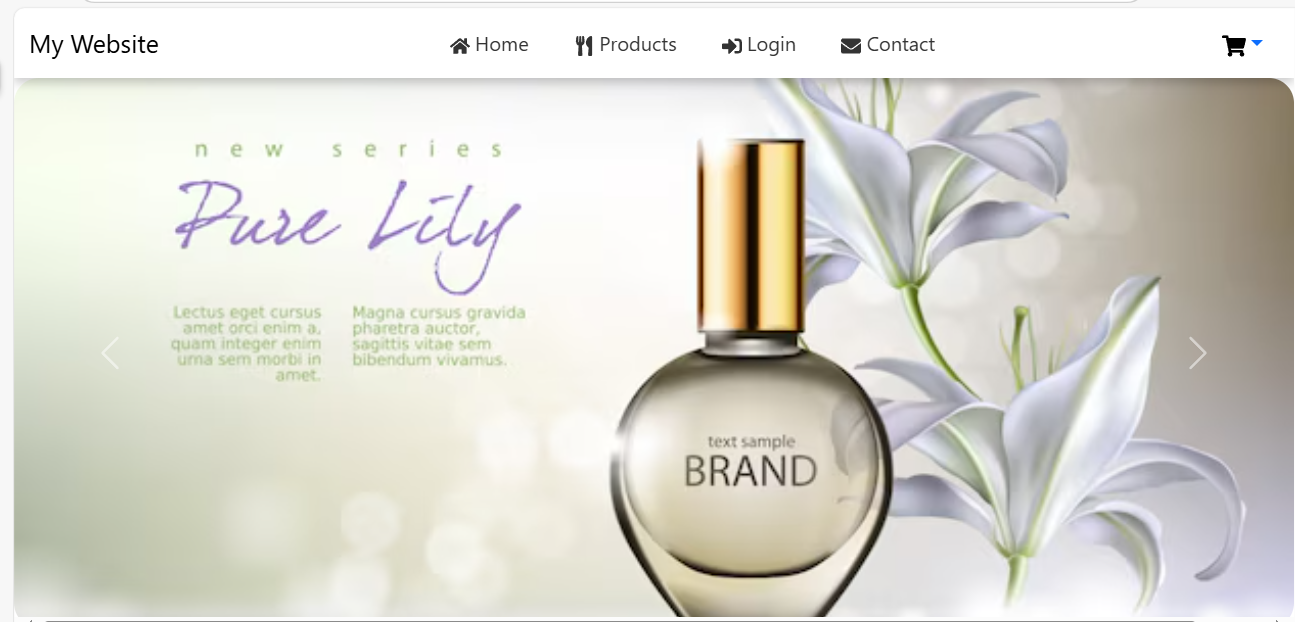 My Website
Home
Products
Login
Contact
new series
Pure Lily
Lectus eget cursus
amet orci enim a,
quam integer enim
urna sem morbi in
amet.
Magna cursus gravida
pharetra auctor,
sagittis vitae sem
bibendum vivamus.
text sample
BRAND